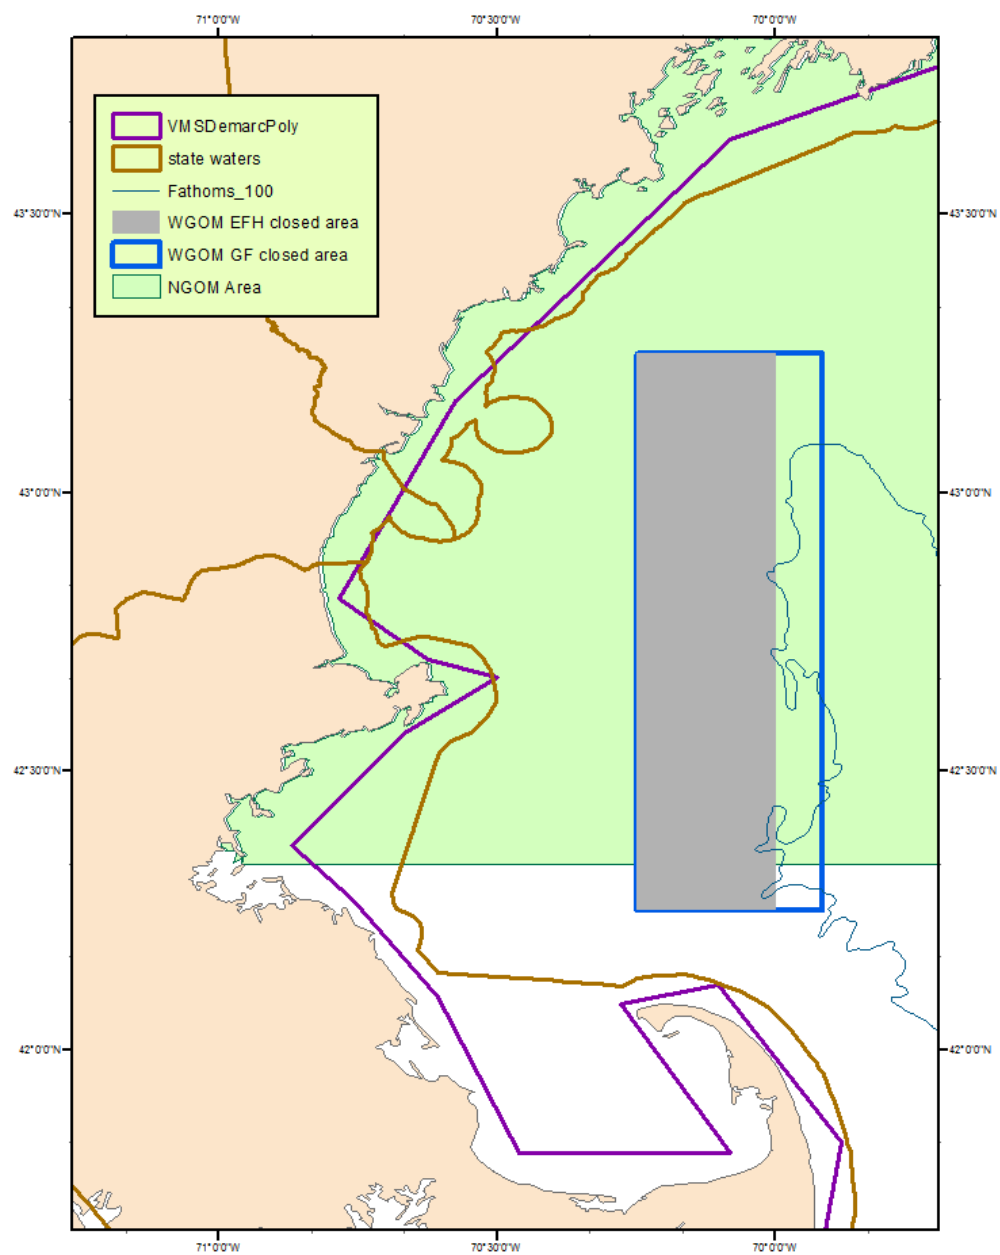 71°0'0"W 70°30'0"W 70°0'0"W
VMSDemarcPoly
state waters
Fathoms_100
WGOM EFH closed area
WGOM GF closed area
NGOM Area
43°30'0"N 43°30'0"N
43°0'0"N 43°0'0"N
42°30'0"N 42°30'0"N
42°0'0"N 42°0'0"N
71°0'0"W 70°30'0"W 70°0'0"W